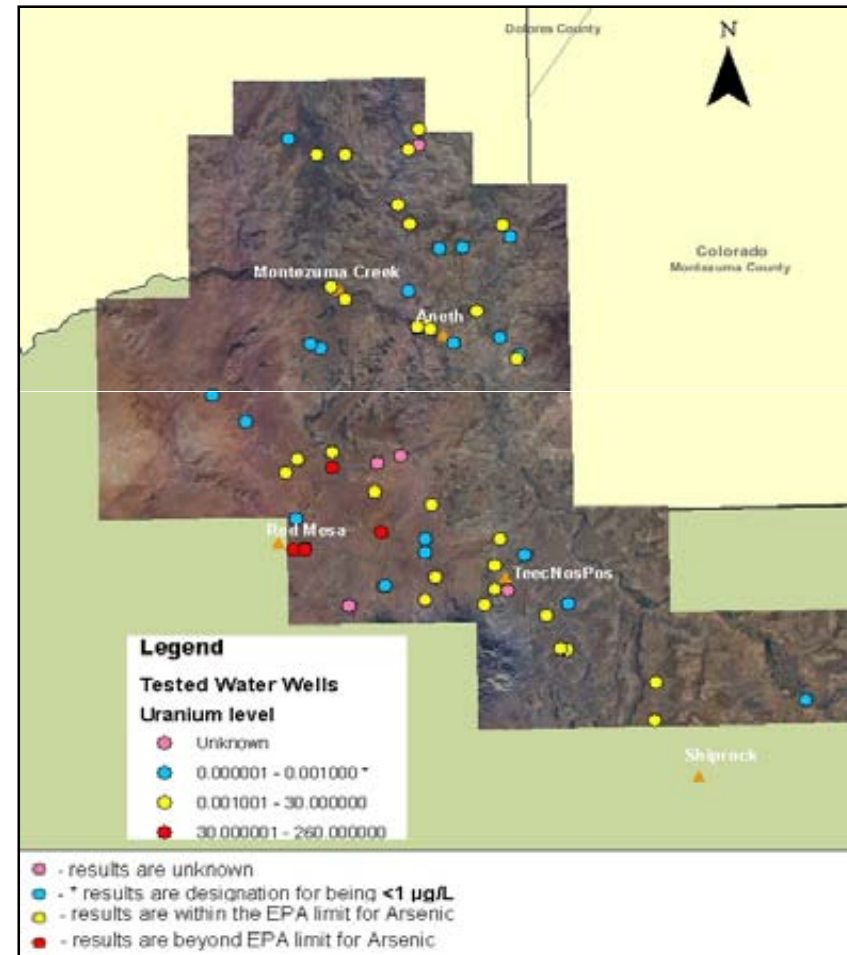 Dolores County
N
Colorado
Montezuma County
Montezuma Creek
Aneth
Red Mesa
TeecNosPos
Shiprock
Legend
Tested Water Wells
Uranium level
Unknown
0.000001 - 0.001000 *
0.001001 - 30.000000
30.000001 - 260.000000
- results are unknown
- * results are designation for being <1 µg/L
- results are within the EPA limit for Arsenic
- results are beyond EPA limit for Arsenic